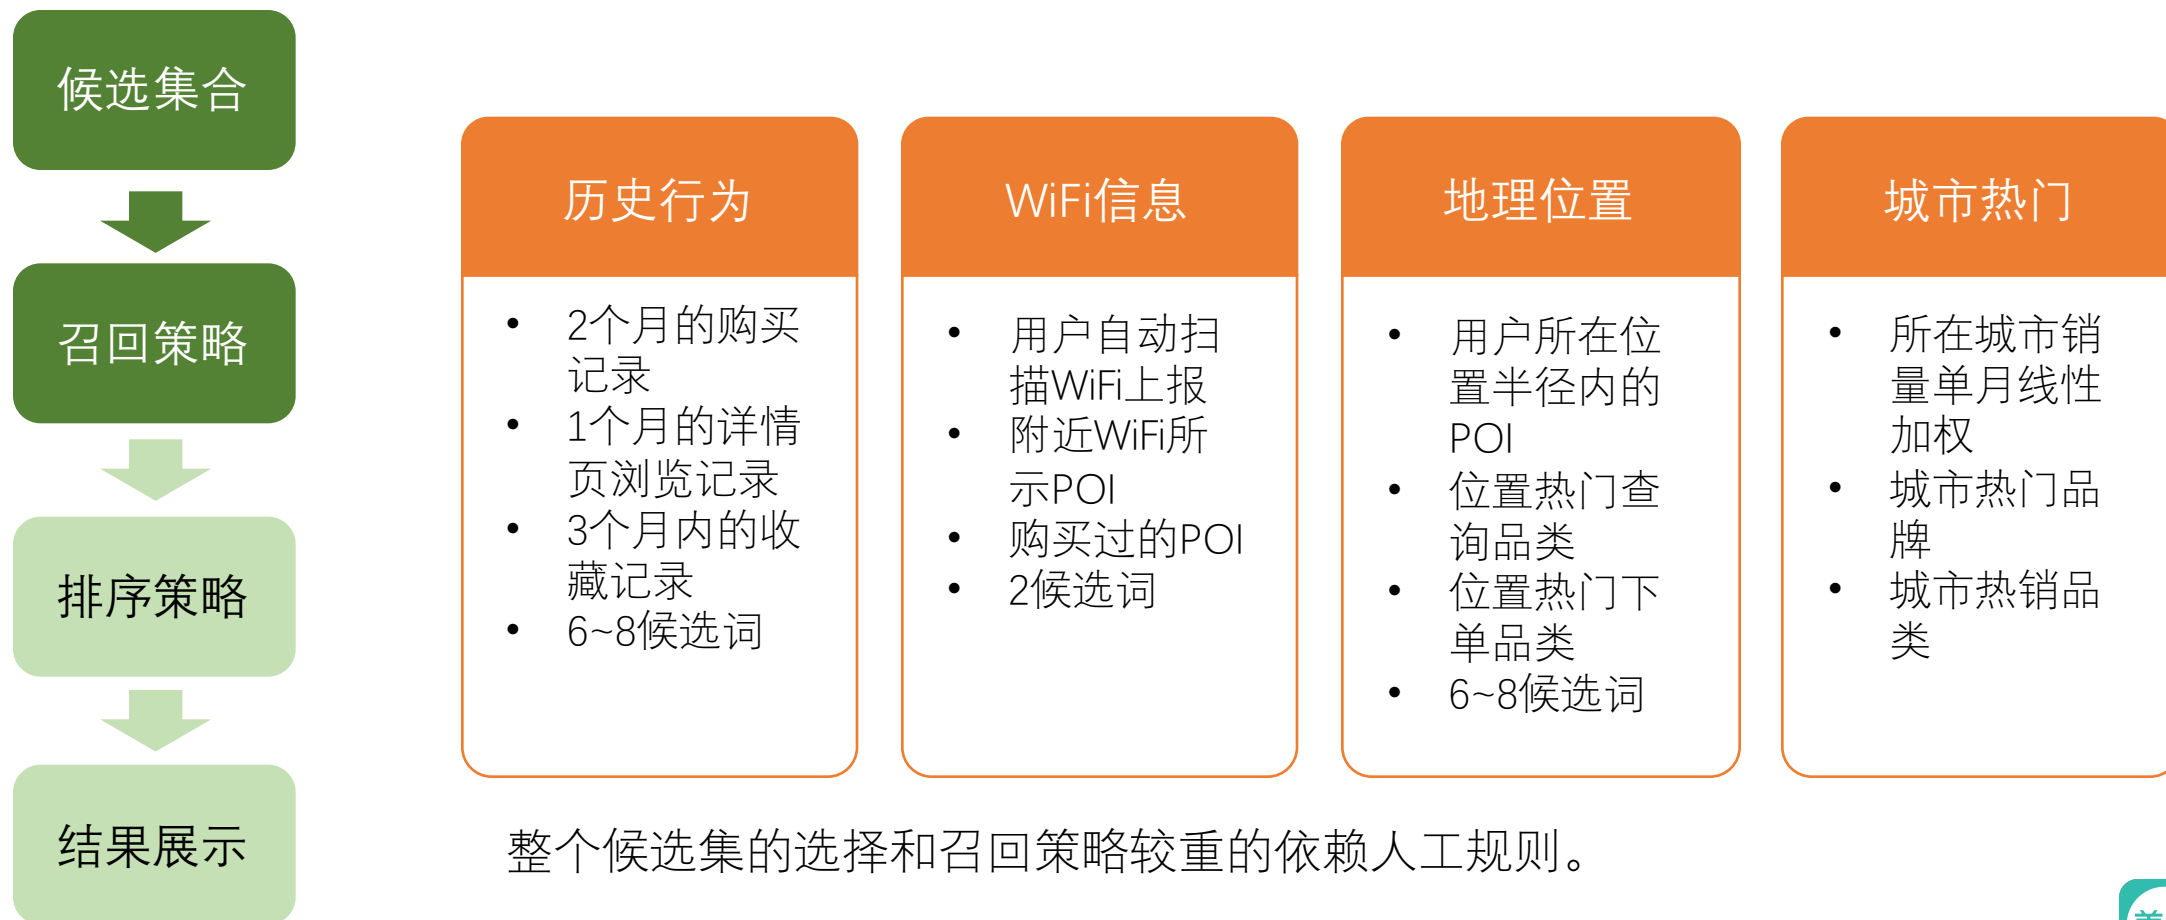 候选集合
召回策略
排序策略
结果展示
历史行为
• 2个月的购买
记录
• 1个月的详情
页浏览记录
• 3个月内的收
藏记录
• 6~8候选词
WiFi信息
• 用户自动扫
描WiFi上报
• 附近WiFi所
示POI
• 购买过的POI
• 2候选词
地理位置
• 用户所在位
置半径内的
POI
• 位置热门查
询品类
• 位置热门下
单品类
• 6~8候选词
城市热门
• 所在城市销
量单月线性
加权
• 城市热门品
牌
• 城市热销品
类
整个候选集的选择和召回策略较重的依赖人工规则。